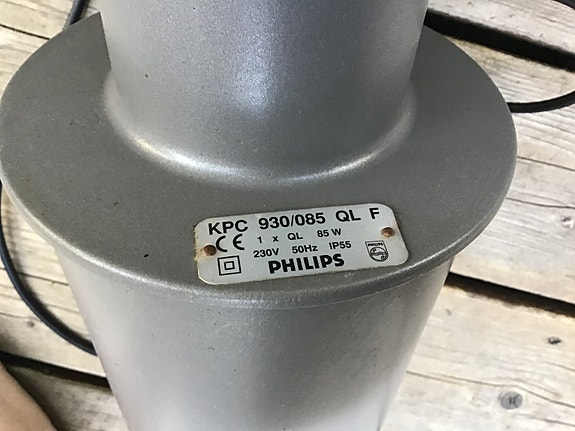 KPC 930/085 QL F
CE 1 x QL 85 W
230V 50Hz IP55
PHILIPS